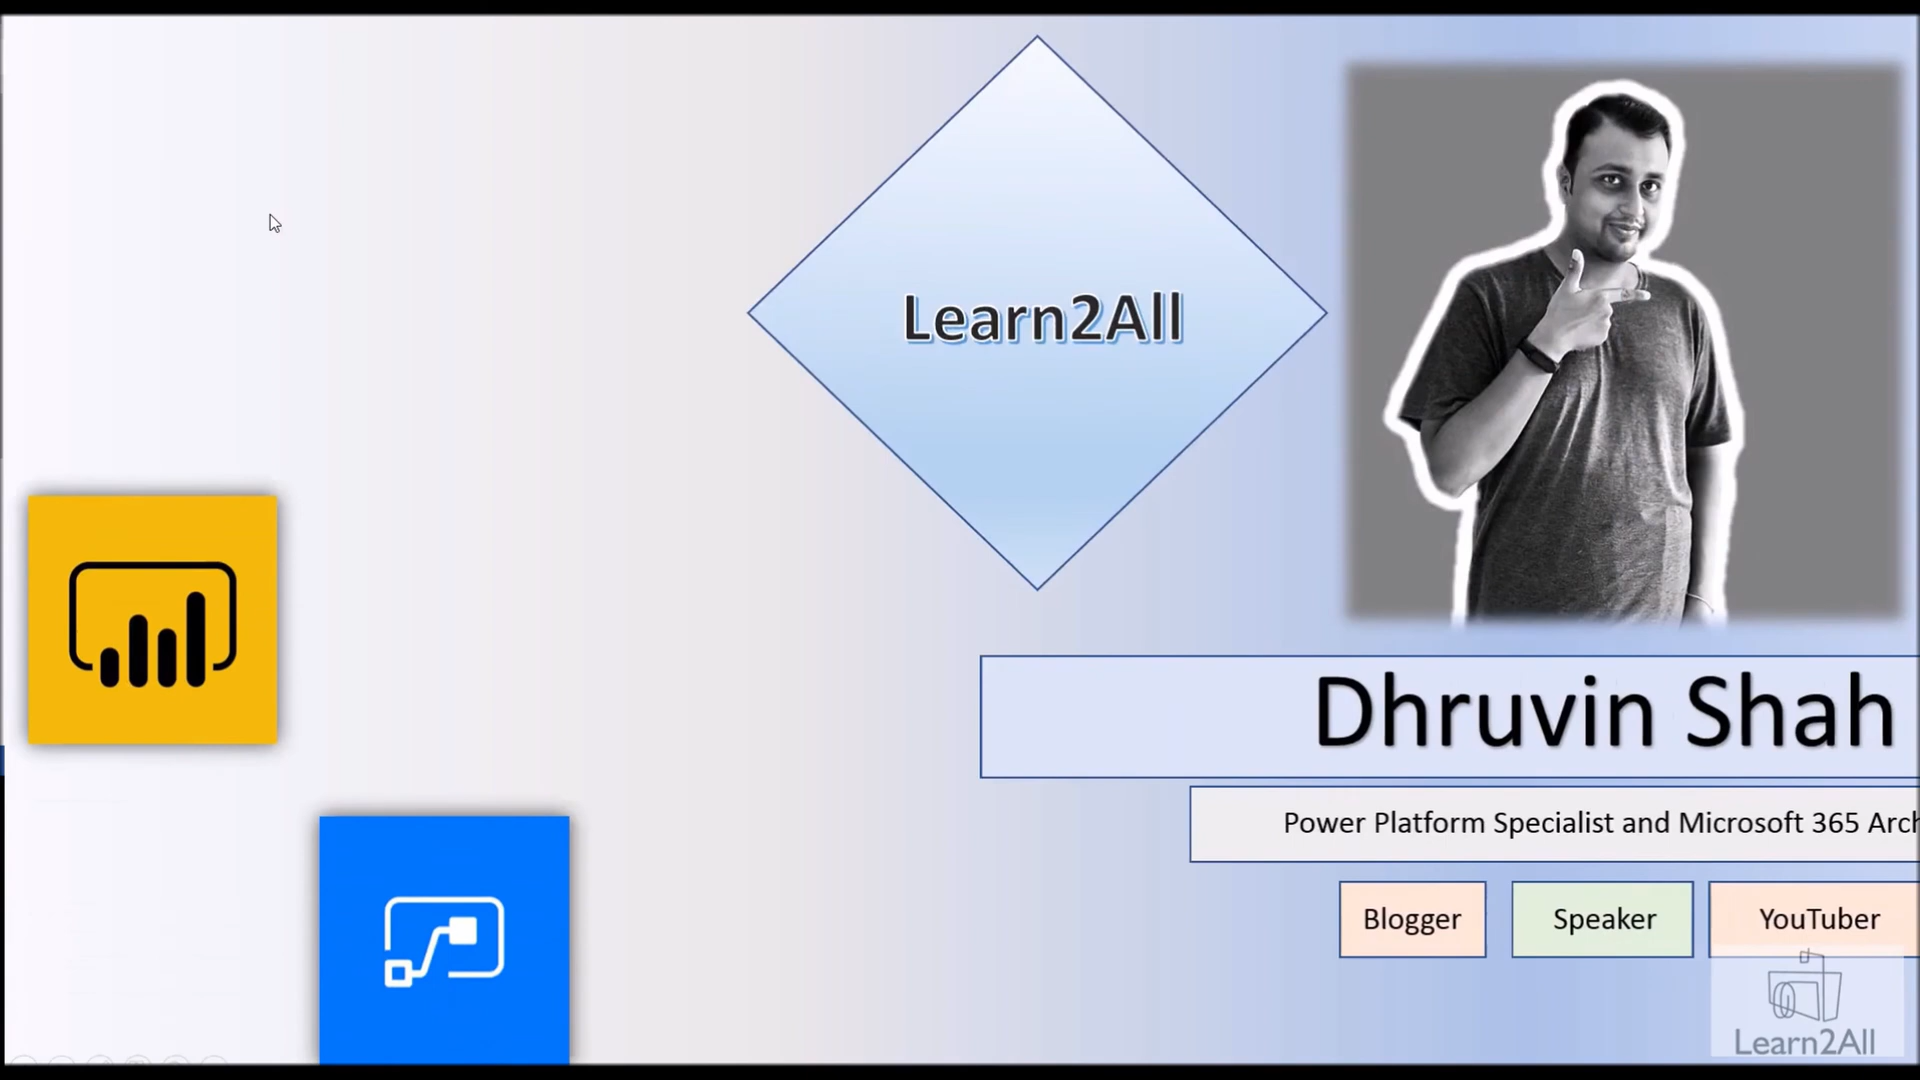 Learn2All
Dhruvin Shah
Power Platform Specialist and Microsoft 365 Arch
Blogger
Speaker
YouTuber
Learn2All